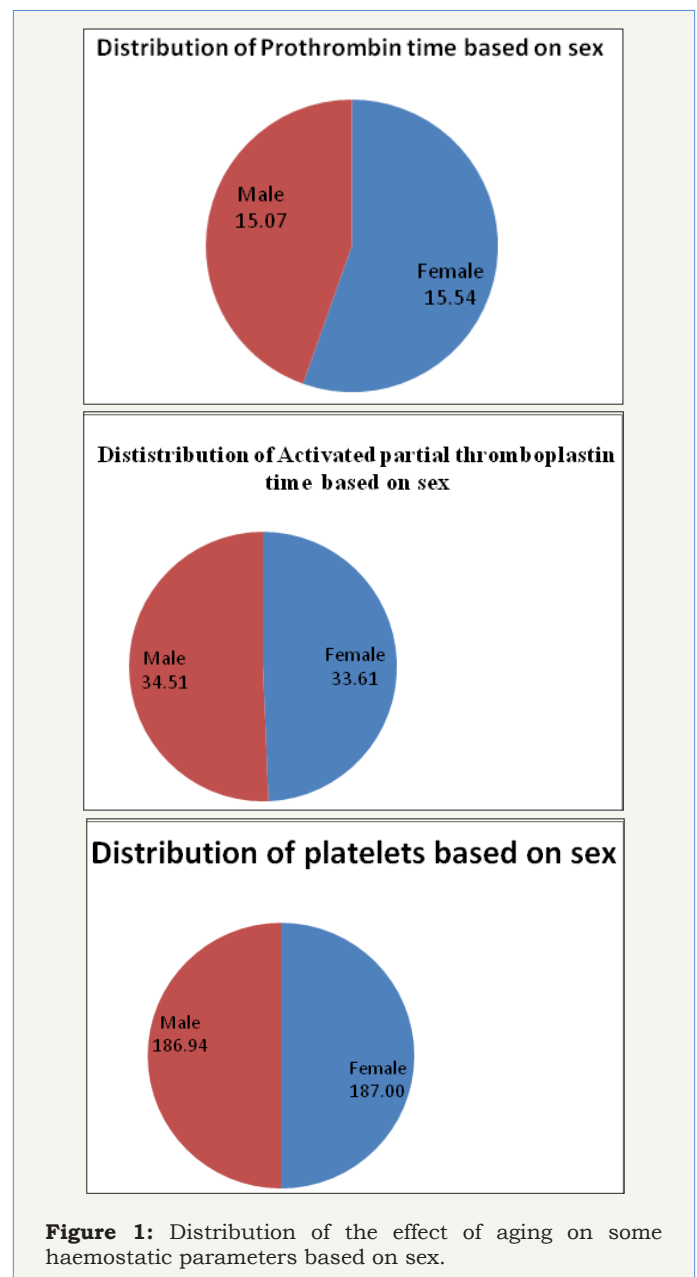 Distribution of Prothrombin time based on sex
Male
15.07
Female
15.54
Dististribution of Activated partial thromboplastin
time based on sex
Male
34.51
Female
33.61
Distribution of platelets based on sex
Male
186.94
Female
187.00
Figure 1: Distribution of the effect of aging on some
haemostatic parameters based on sex.